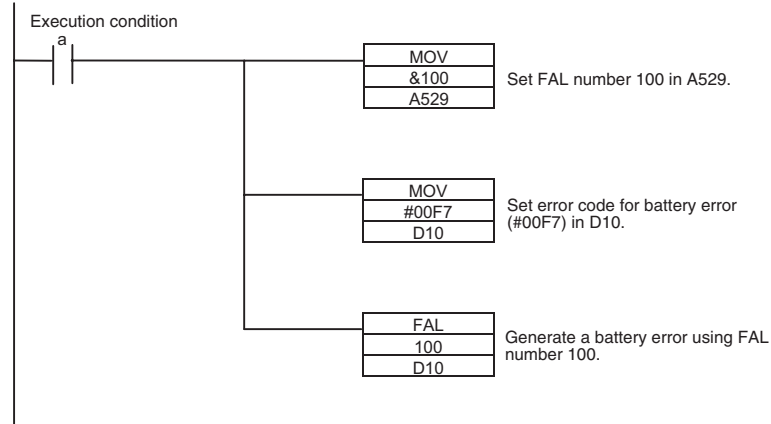 Execution condition
a
MOV
&100
A529
Set FAL number 100 in A529.
MOV
#00F7
D10
Set error code for battery error
(#00F7) in D10.
FAL
100
D10
Generate a battery error using FAL
number 100.